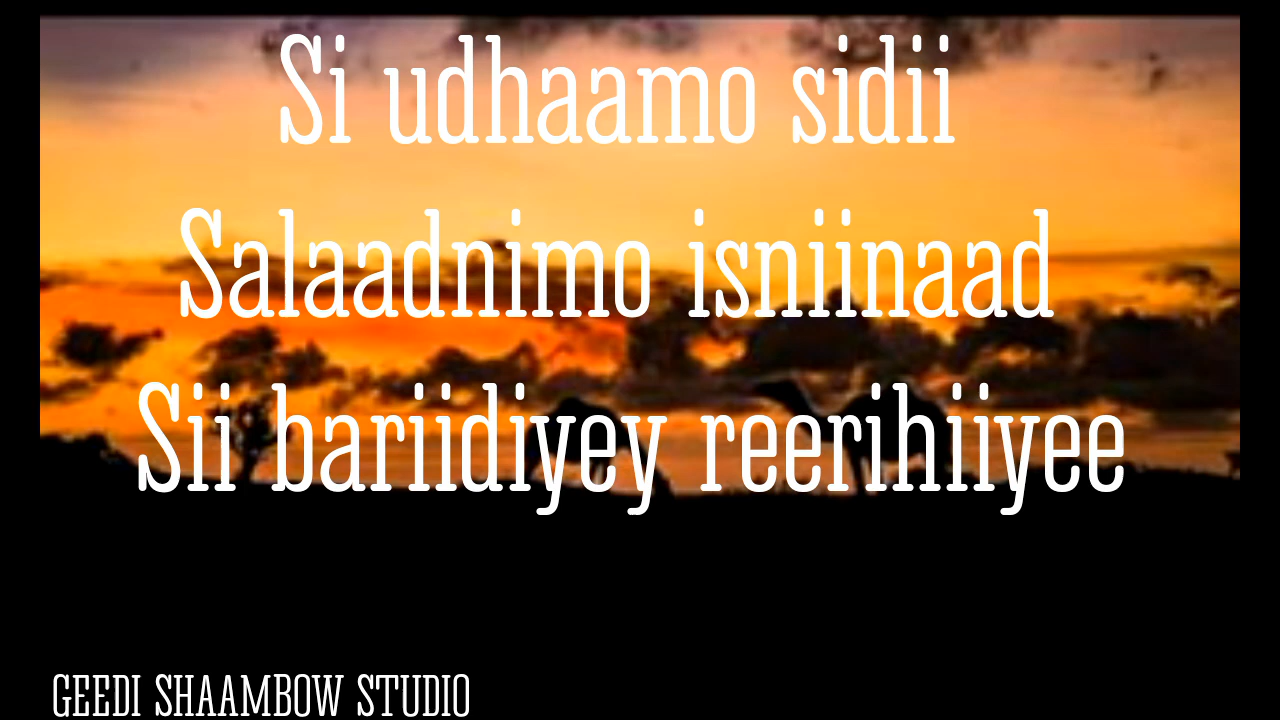 Si udhaamo sidii
Salaadnimo isniinaad
Sii bariidiyey reerihiiyee
GEEDI SHAAMBOW STUDIO